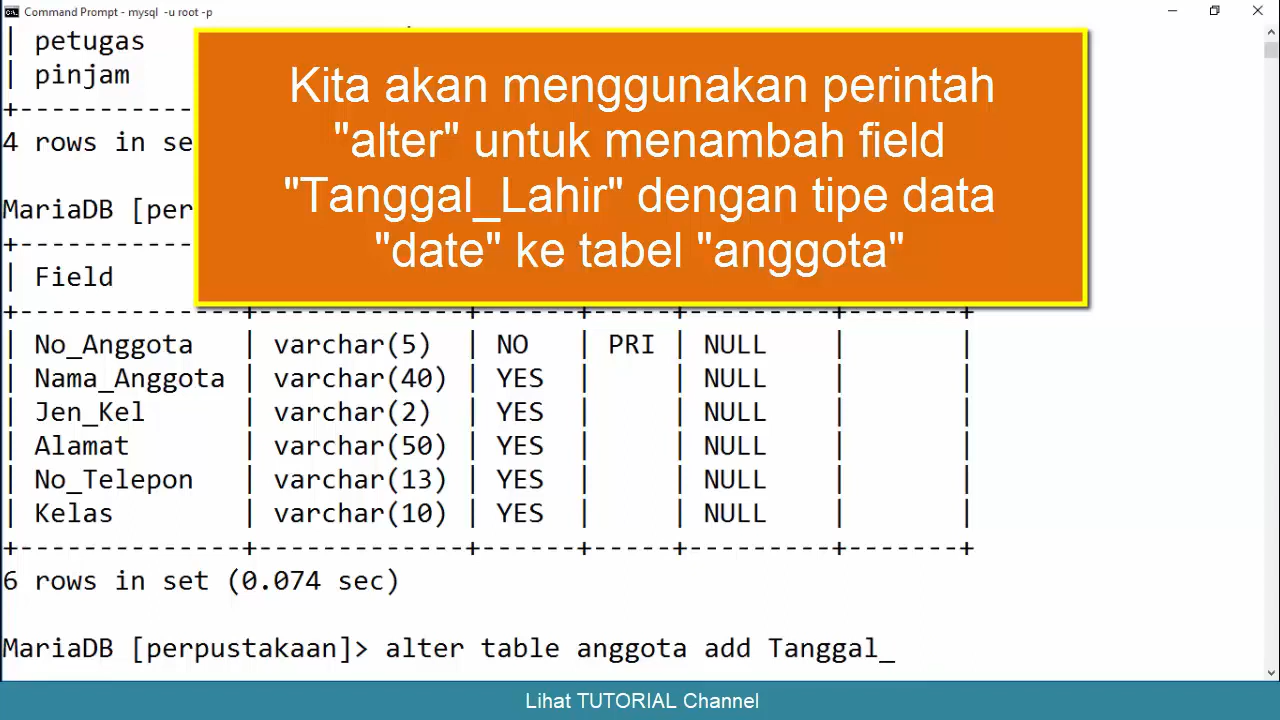 Command Prompt - mysql -u root -p
| petugas
| pinjam
+---------------
4 rows in se
Kita akan menggunakan perintah
"alter" untuk menambah field
"Tanggal_Lahir" dengan tipe data
"date" ke tabel "anggota"
MariaDB [per
+---------------
| Field
+--------------+-------------+------+-----+---------+-------+
| No_Anggota | varchar(5) | NO | PRI | NULL | |
| Nama_Anggota | varchar(40) | YES | | NULL | |
| Jen_Kel | varchar(2) | YES | | NULL | |
| Alamat | varchar(50) | YES | | NULL | |
| No_Telepon | varchar(13) | YES | | NULL | |
| Kelas | varchar(10) | YES | | NULL | |
+--------------+-------------+------+-----+---------+-------+
6 rows in set (0.074 sec)
MariaDB [perpustakaan]> alter table anggota add Tanggal_
Lihat TUTORIAL Channel